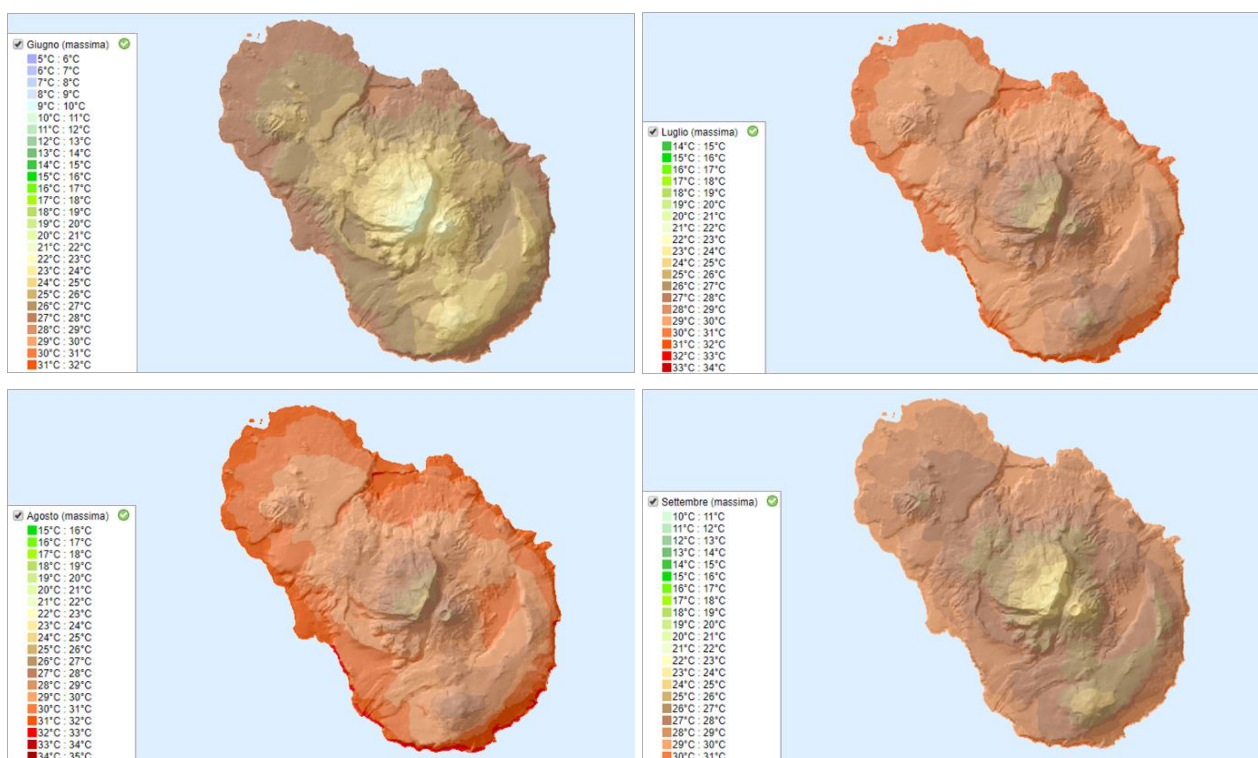 Giugno (massima)
5°C : 6°C
6°C : 7°C
7°C : 8°C
8°C : 9°C
9°C : 10°C
10°C : 11°C
11°C : 12°C
12°C : 13°C
13°C : 14°C
14°C : 15°C
15°C : 16°C
16°C : 17°C
17°C : 18°C
18°C : 19°C
19°C : 20°C
20°C : 21°C
21°C : 22°C
22°C : 23°C
23°C : 24°C
24°C : 25°C
25°C : 26°C
26°C : 27°C
27°C : 28°C
28°C : 29°C
29°C : 30°C
30°C : 31°C
31°C : 32°C
Luglio (massima)
14°C : 15°C
15°C : 16°C
16°C : 17°C
17°C : 18°C
18°C : 19°C
19°C : 20°C
20°C : 21°C
21°C : 22°C
22°C : 23°C
23°C : 24°C
24°C : 25°C
25°C : 26°C
26°C : 27°C
27°C : 28°C
28°C : 29°C
29°C : 30°C
30°C : 31°C
31°C : 32°C
32°C : 33°C
33°C : 34°C
Agosto (massima)
15°C : 16°C
16°C : 17°C
17°C : 18°C
18°C : 19°C
19°C : 20°C
20°C : 21°C
21°C : 22°C
22°C : 23°C
23°C : 24°C
24°C : 25°C
25°C : 26°C
26°C : 27°C
27°C : 28°C
28°C : 29°C
29°C : 30°C
30°C : 31°C
31°C : 32°C
32°C : 33°C
33°C : 34°C
34°C : 35°C
Settembre (massima)
10°C : 11°C
11°C : 12°C
12°C : 13°C
13°C : 14°C
14°C : 15°C
15°C : 16°C
16°C : 17°C
17°C : 18°C
18°C : 19°C
19°C : 20°C
20°C : 21°C
21°C : 22°C
22°C : 23°C
23°C : 24°C
24°C : 25°C
25°C : 26°C
26°C : 27°C
27°C : 28°C
28°C : 29°C
29°C : 30°C
30°C : 31°C